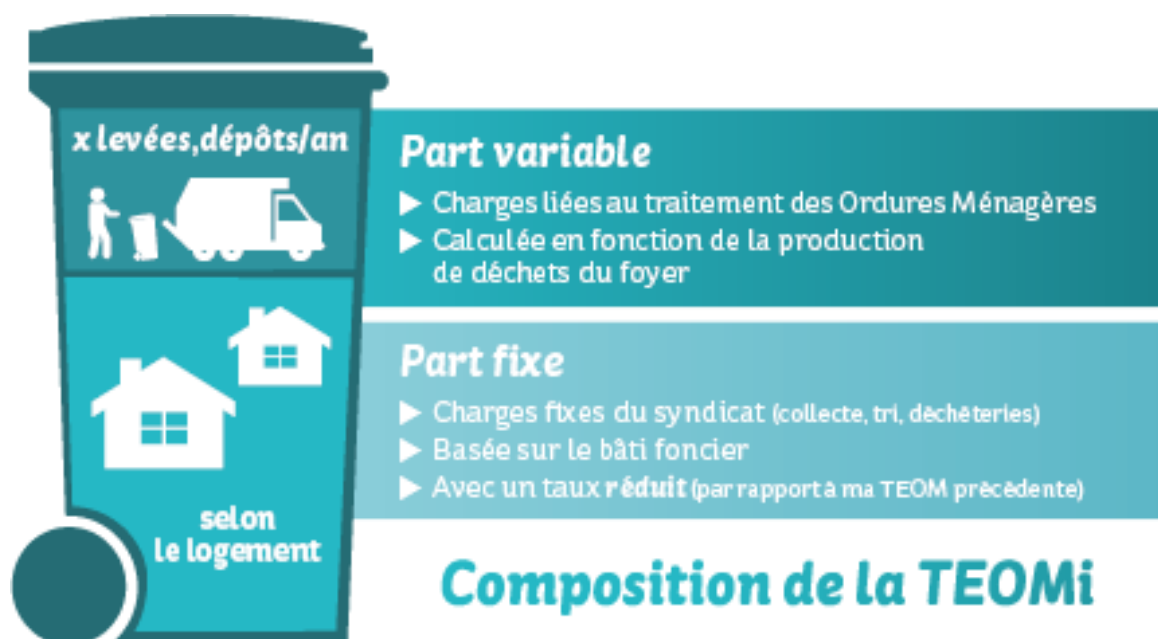 x levées,dépôts/an
Part variable
▶ Charges liées au traitement des Ordures Ménagères
▶ Calculée en fonction de la production
de déchets du foyer
Part fixe
▶ Charges fixes du syndicat (collecte, tri, déchèteries)
▶ Basée sur le bâti foncier
▶ Avec un taux réduit (par rapport à ma TEOM précédente)
selon
le logement
Composition de la TEOMi